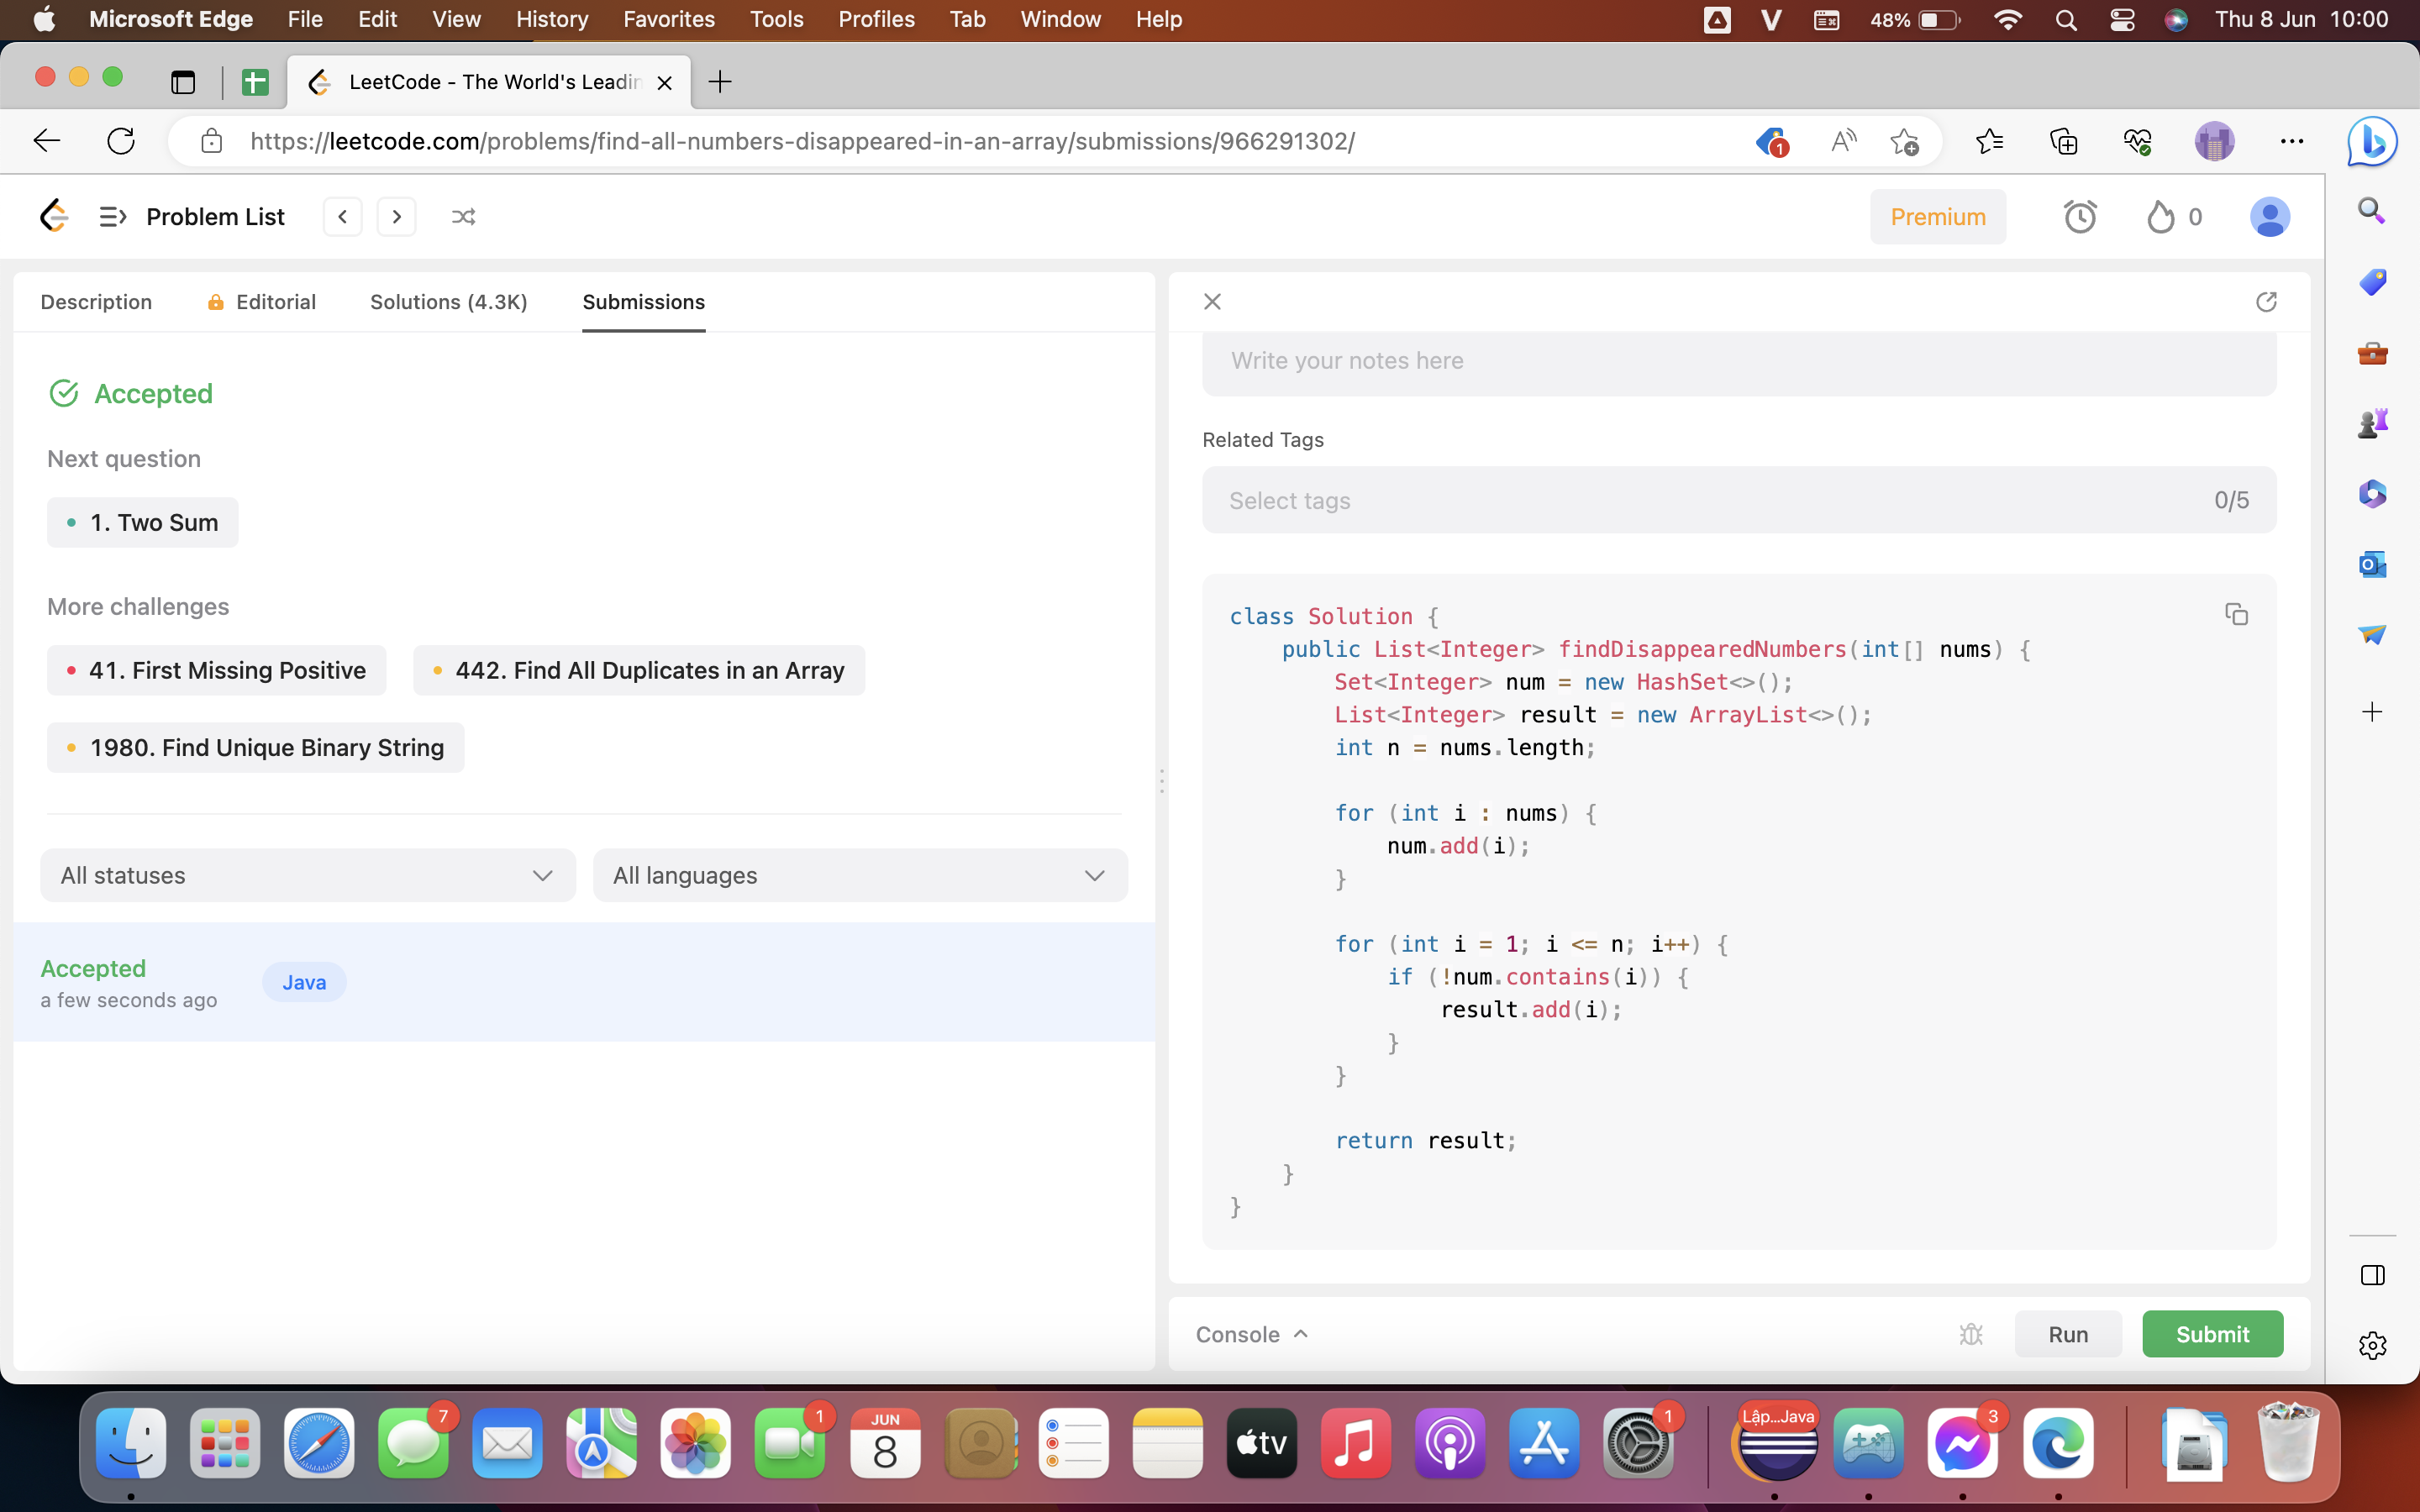 Microsoft Edge File Edit View History Favorites Tools Profiles Tab Window Help 48% Thu 8 Jun 10:00
LeetCode - The World's Leadin
https://leetcode.com/problems/find-all-numbers-disappeared-in-an-array/submissions/966291302/
1
Problem List
Premium
0
Description
Editorial
Solutions (4.3K)
Submissions
Accepted
Next question
1. Two Sum
More challenges
41. First Missing Positive
442. Find All Duplicates in an Array
1980. Find Unique Binary String
All statuses
All languages
Accepted
a few seconds ago
Java
Write your notes here
Related Tags
Select tags
0/5
class Solution {
public List<Integer> findDisappearedNumbers(int[] nums) {
Set<Integer> num = new HashSet<>();
List<Integer> result = new ArrayList<>();
int n = nums.length;
for (int i : nums) {
num.add(i);
}
for (int i = 1; i <= n; i++) {
if (!num.contains(i)) {
result.add(i);
}
}
return result;
}
}
Console
Run
Submit
7
1
JUN
8
tv
1
Lập...Java
3